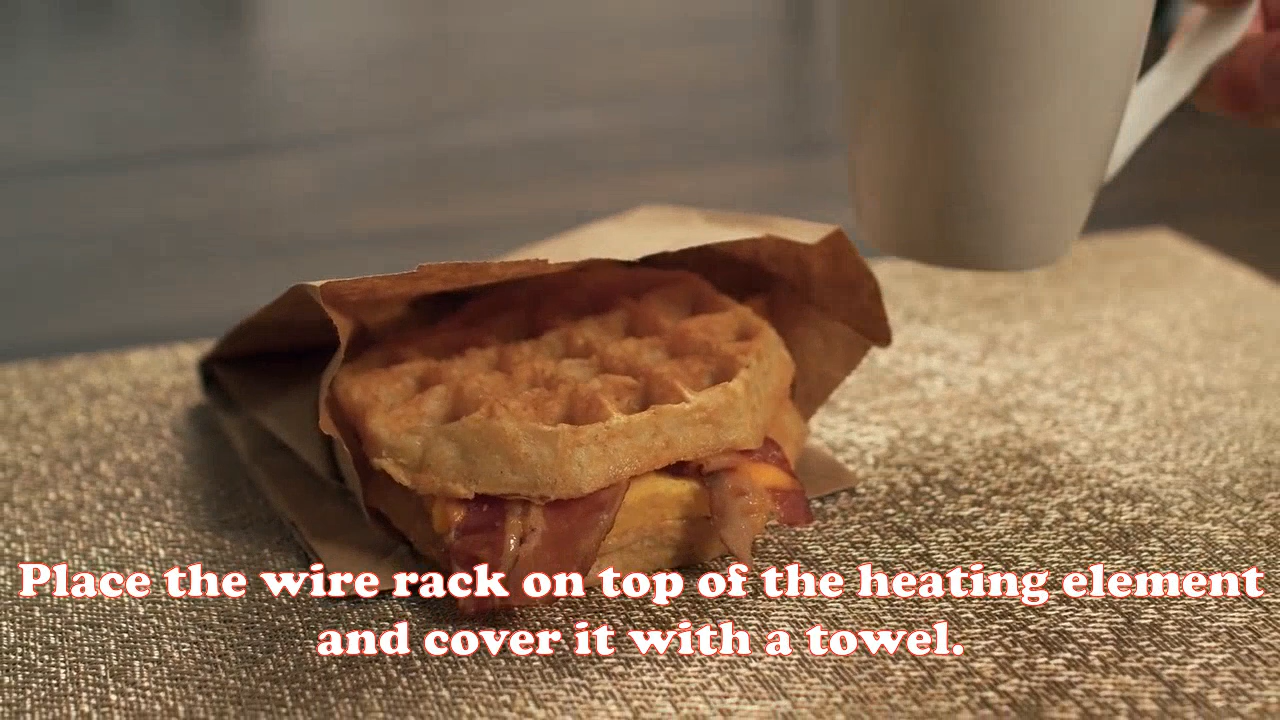 Place the wire rack on top of the heating element
and cover it with a towel.